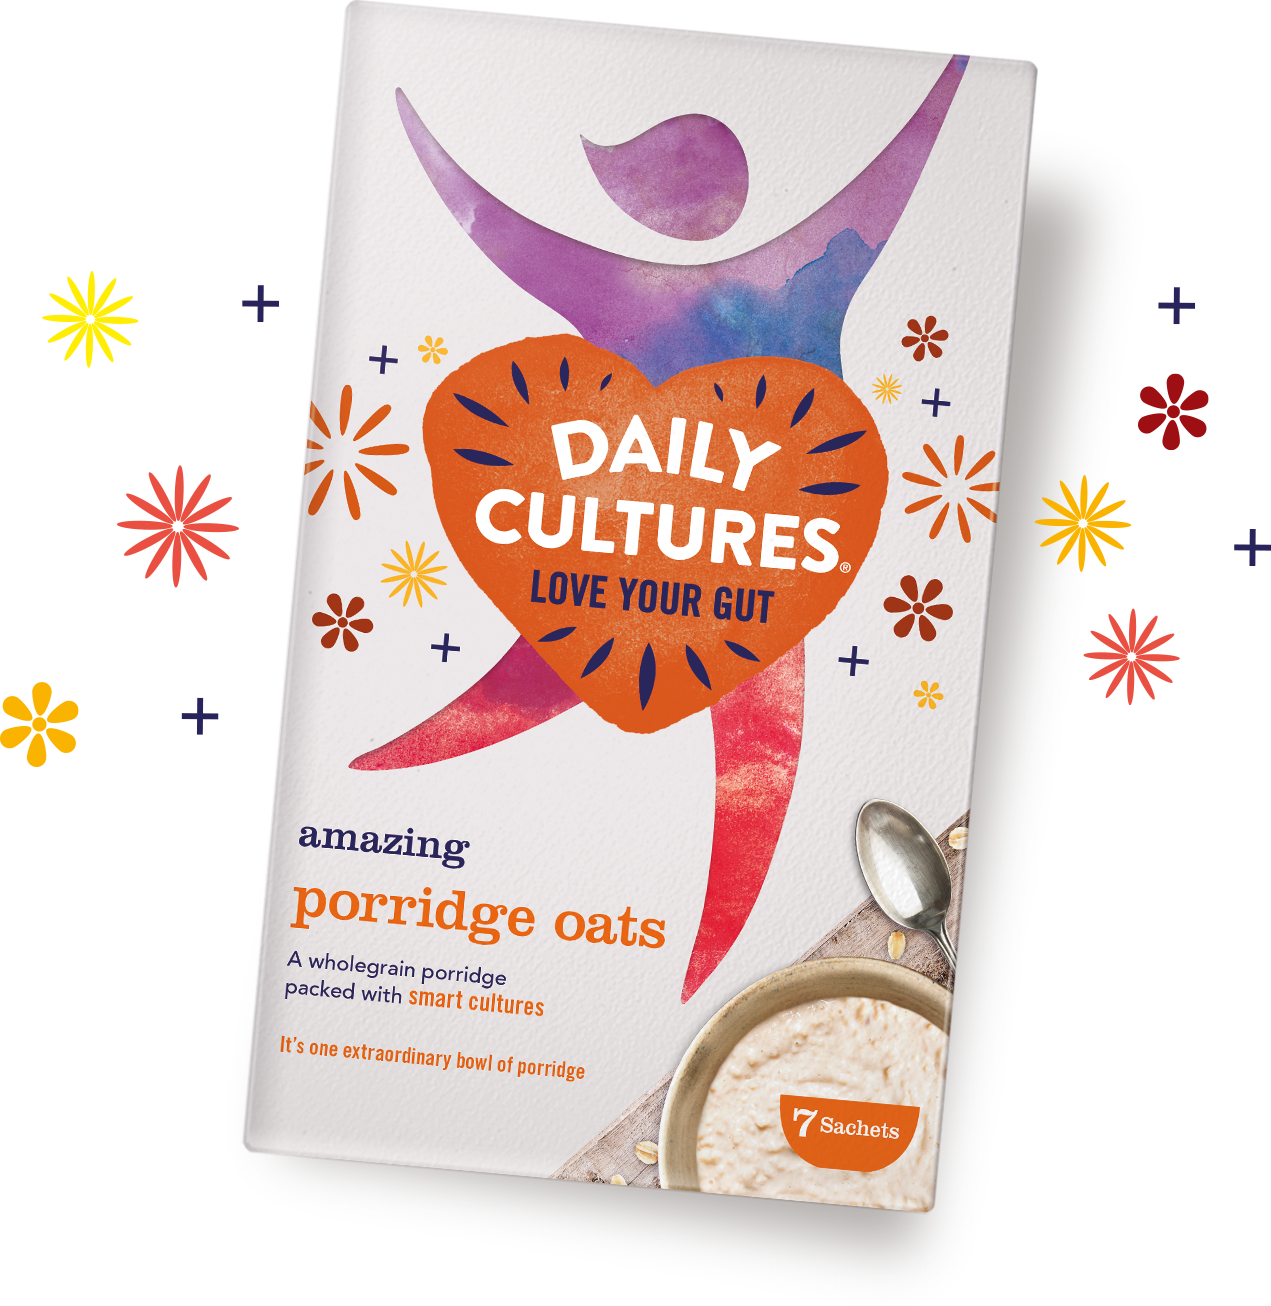 DAILY
CULTURES®
LOVE YOUR GUT
amazing
porridge oats
A wholegrain porridge
packed with smart cultures
It's one extraordinary bowl of porridge
7 Sachets